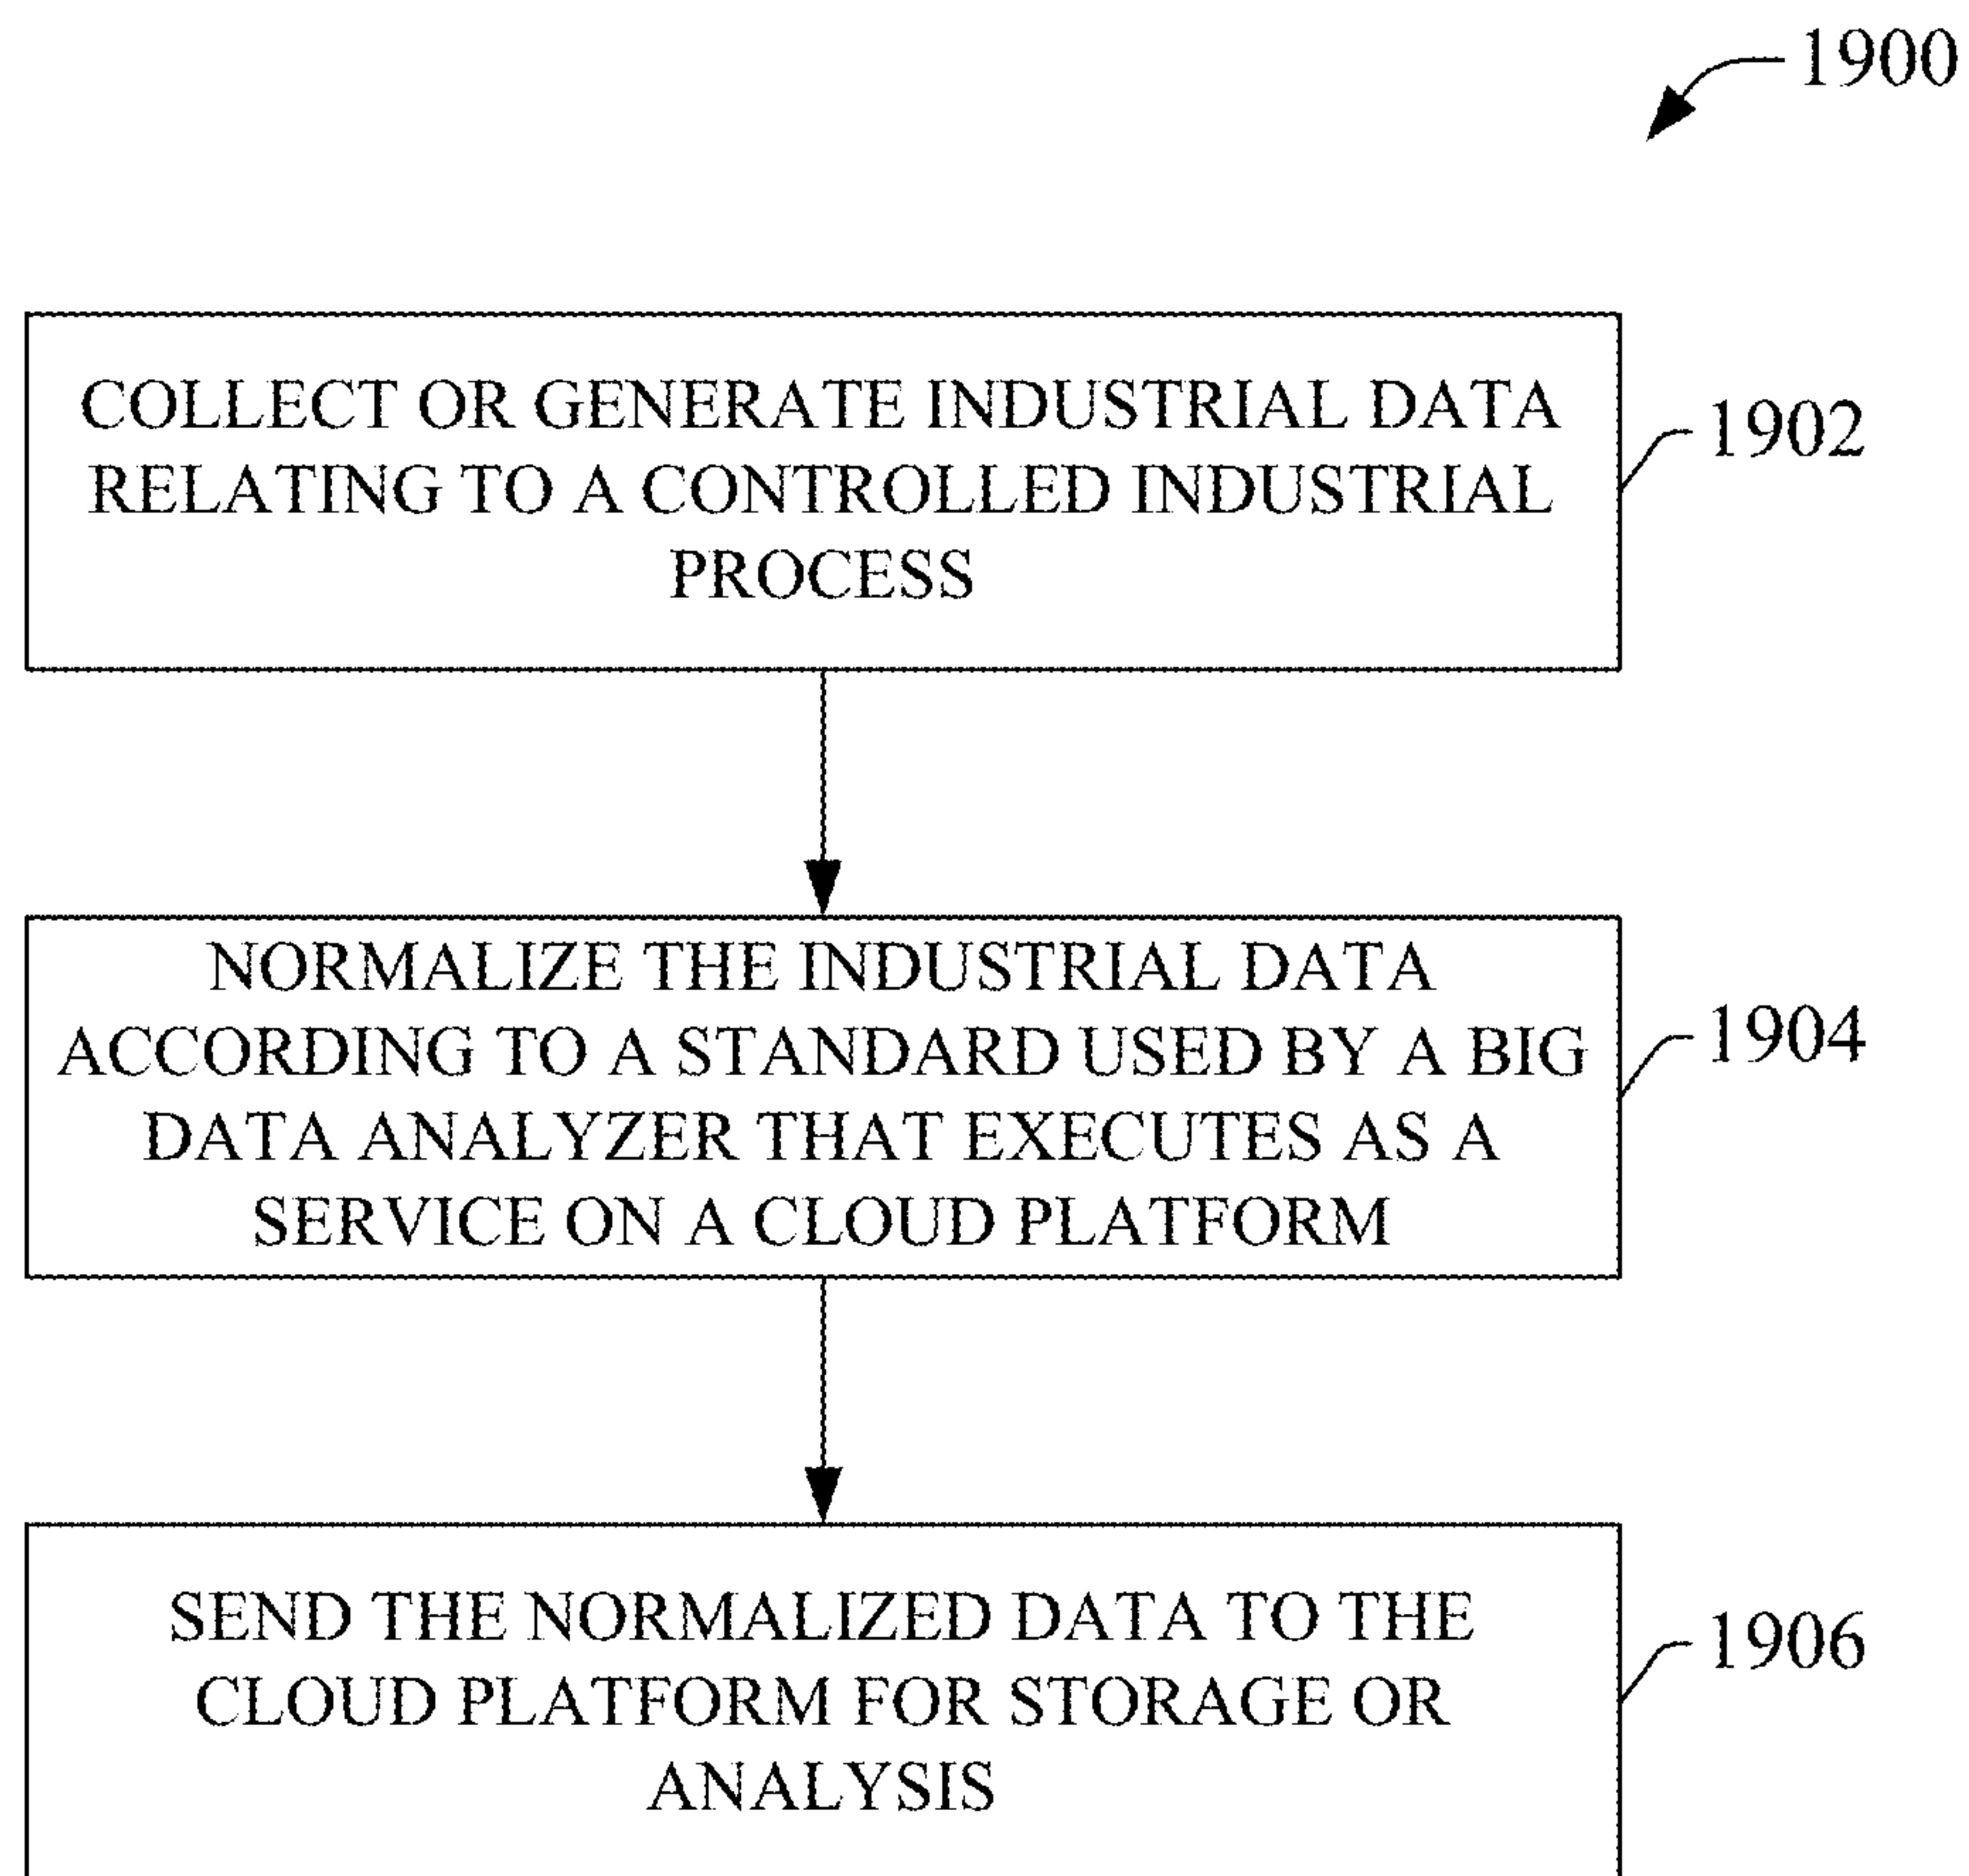 1900
COLLECT OR GENERATE INDUSTRIAL DATA
RELATING TO A CONTROLLED INDUSTRIAL
PROCESS
1902
NORMALIZE THE INDUSTRIAL DATA
ACCORDING TO A STANDARD USED BY A BIG
DATA ANALYZER THAT EXECUTES AS A
SERVICE ON A CLOUD PLATFORM
1904
SEND THE NORMALIZED DATA TO THE
CLOUD PLATFORM FOR STORAGE OR
ANALYSIS
1906